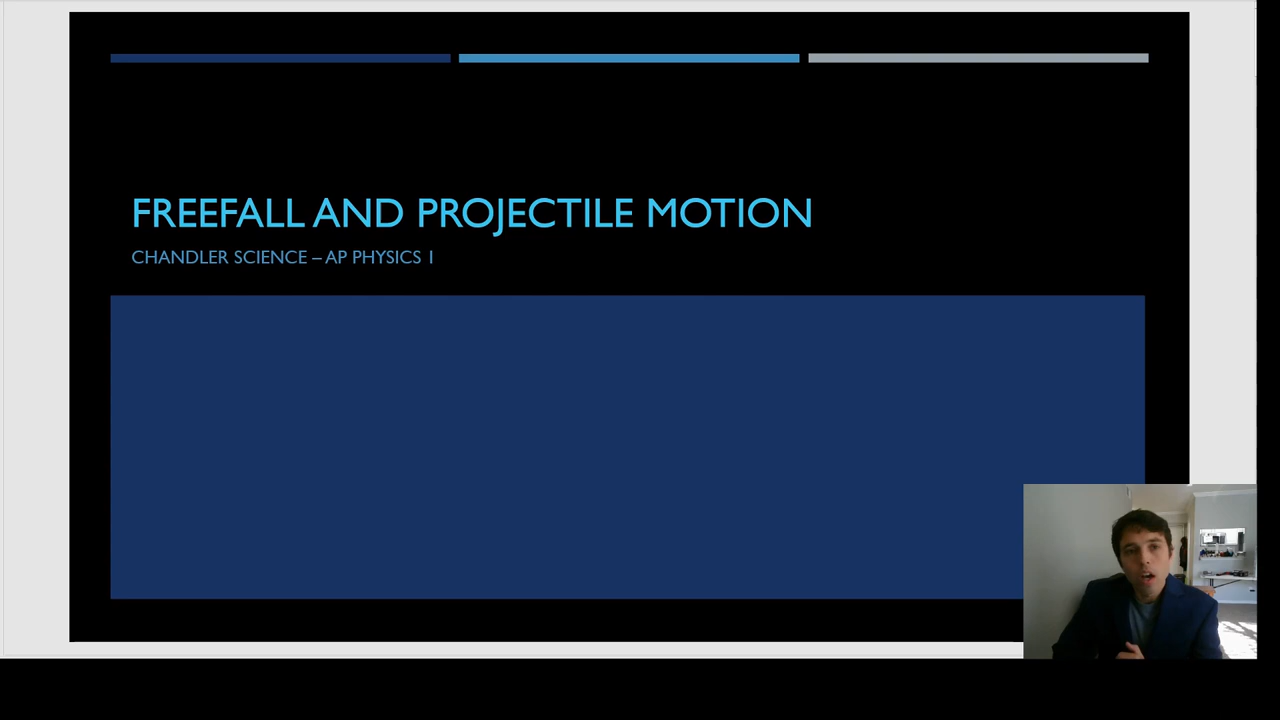 FREEFALL AND PROJECTILE MOTION
CHANDLER SCIENCE – AP PHYSICS 1